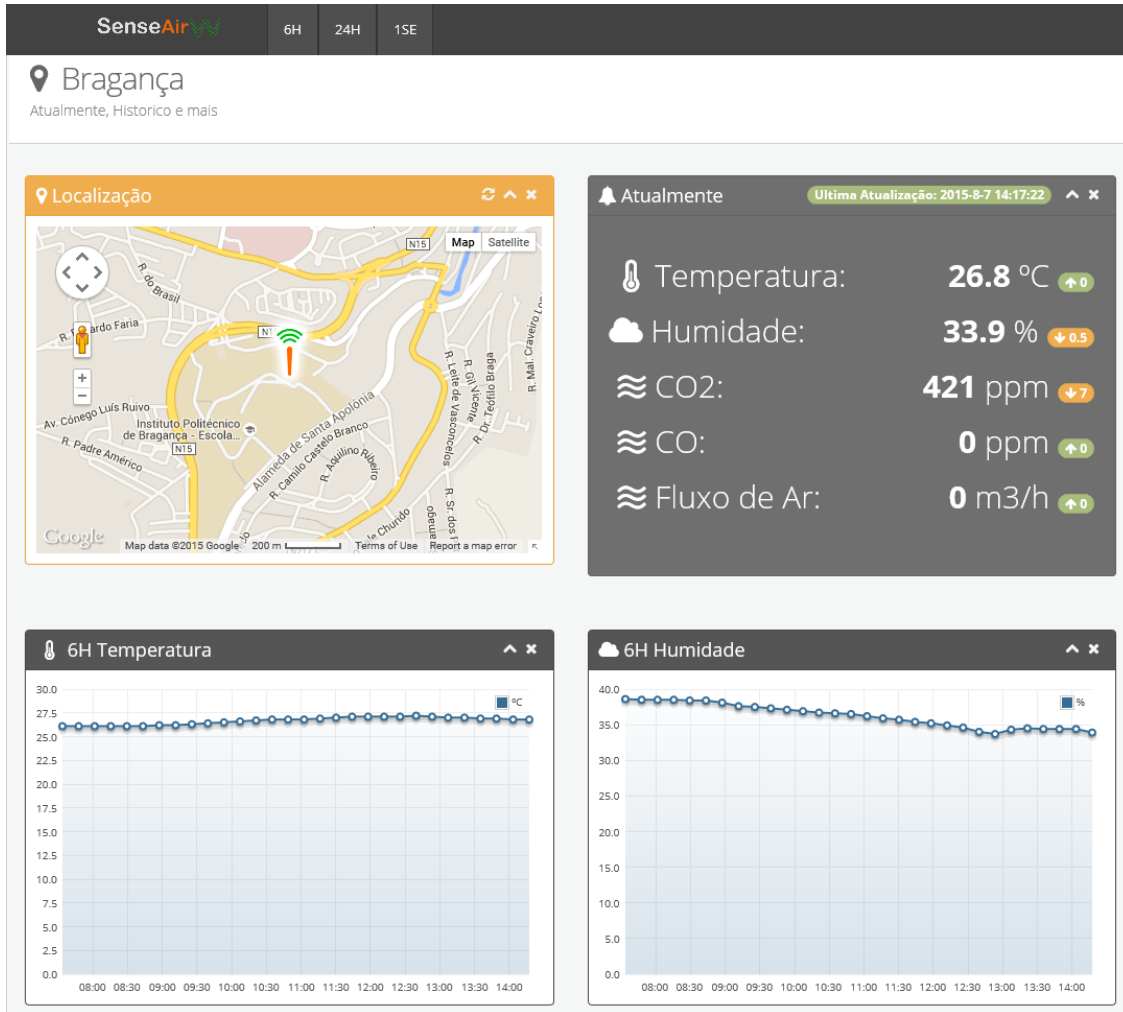 SenseAir
6H
24H
1SE
Bragança
Atualmente, Historico e mais
Localização
N15
Map
Satellite
R. do Brasil
ardo Faria
Av. Cónego Luís Ruivo
Instituto Politécnico
de Bragança - Escola...
R. Padre Américo
N15
Alameda de Santa Apolónia
R. Camilo Castelo Branco
R. Aquilino Ribeiro
R. Leite de Vasconcelos
R. Gil Vicente
R. Dr. Teófilo Braga
R. Mal. Craveiro
R. Sr. dos
Google
Map data ©2015 Google
200 m
Terms of Use
Report a map error
Atualmente
Ultima Atualização: 2015-8-7 14:17:22
Temperatura: 26.8 ºC 0
Humidade: 33.9 % 0.5
CO2: 421 ppm 7
CO: 0 ppm 0
Fluxo de Ar: 0 m3/h 0
6H Temperatura
ºC
30.0
27.5
25.0
22.5
20.0
17.5
15.0
12.5
10.0
7.5
5.0
2.5
0.0
08:00 08:30 09:00 09:30 10:00 10:30 11:00 11:30 12:00 12:30 13:00 13:30 14:00
6H Humidade
%
40.0
35.0
30.0
25.0
20.0
15.0
10.0
5.0
0.0
08:00 08:30 09:00 09:30 10:00 10:30 11:00 11:30 12:00 12:30 13:00 13:30 14:00